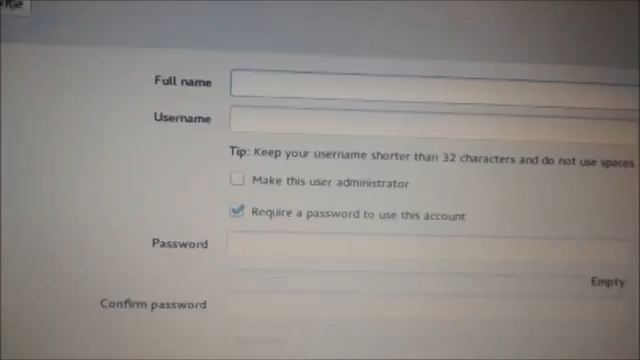 Full name
Username
Tip: Keep your username shorter than 32 characters and do not use spaces.
Make this user administrator
Require a password to use this account
Password
Empty
Confirm password